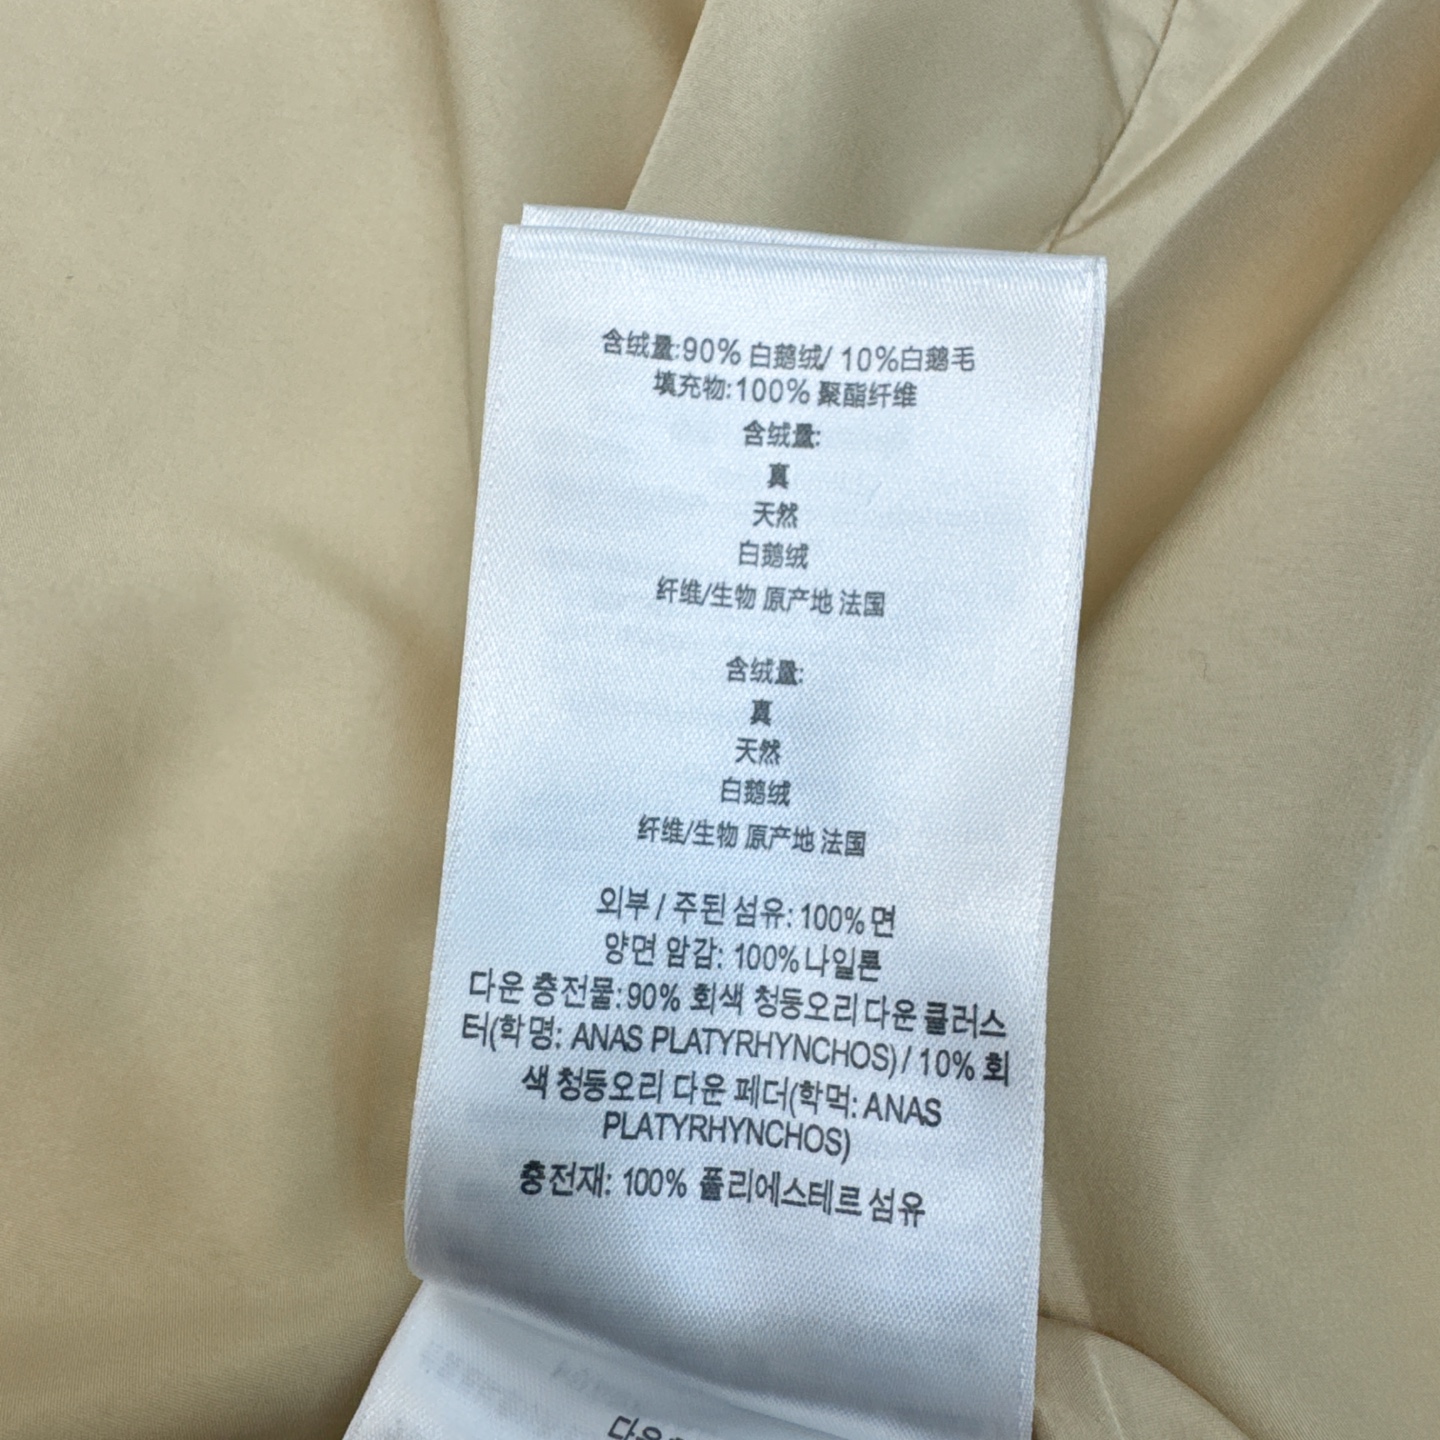 含绒量:90% 白鹅绒/ 10%白鹅毛
填充物:100% 聚酯纤维
含绒量:
真
天然
白鹅绒
纤维/生物 原产地 法国
含绒量:
真
天然
白鹅绒
纤维/生物 原产地 法国
외부 / 주된 섬유: 100% 면
양면 암감: 100% 나일론
다운 충전물: 90% 회색 청둥오리 다운 클러스
터(학명: ANAS PLATYRHYNCHOS) / 10% 회
색 청둥오리 다운 페더(학먹: ANAS
PLATYRHYNCHOS)
충전재: 100% 폴리에스테르 섬유